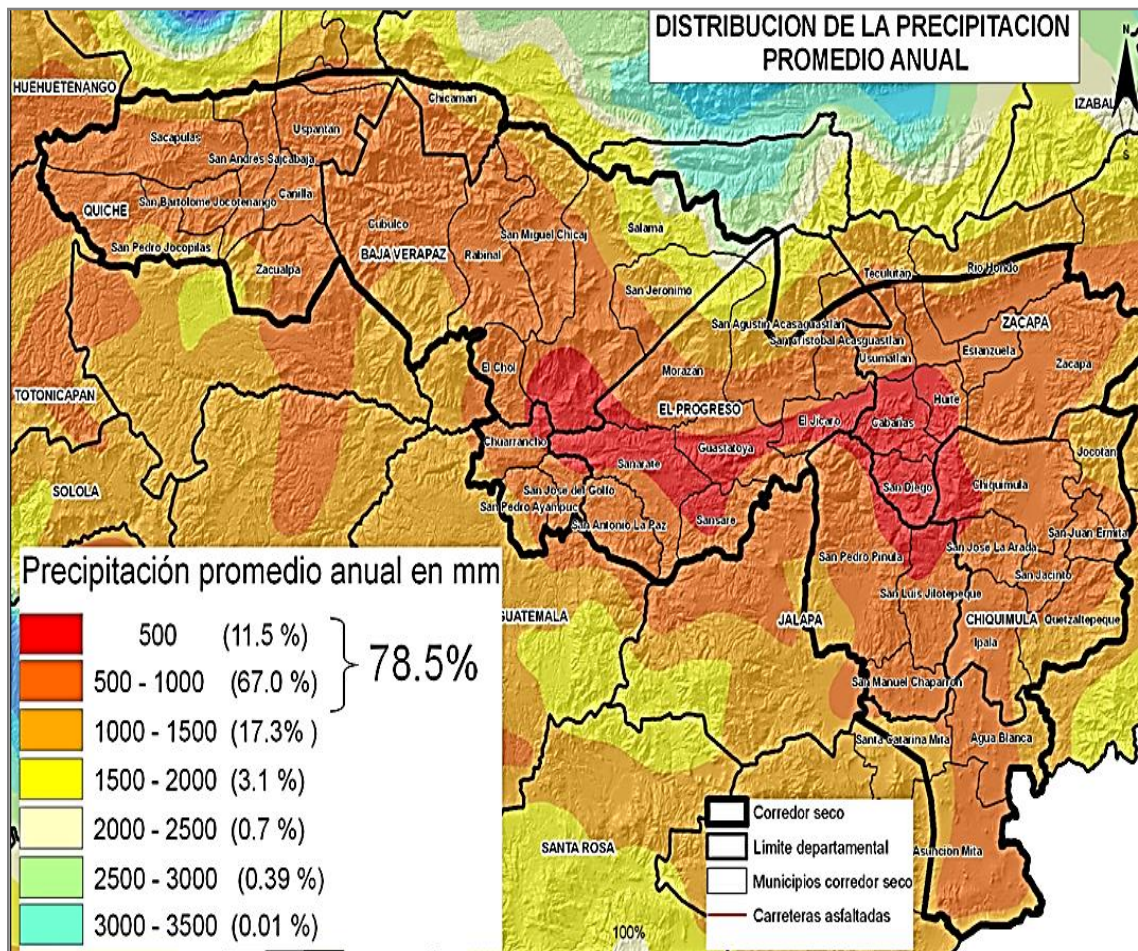 DISTRIBUCION DE LA PRECIPITACION
PROMEDIO ANUAL
N
S
HUEHUETENANGO
IZABAL
Chicaman
Sacapulas
Uspantan
San Andres Sajcabaja
QUICHE
San Bartolome Jocotenango
Canilla
Cubulco
San Miguel Chicaj
Salama
San Pedro Jocopilas
Zacualpa
BAJA VERAPAZ
Rabinal
Teculutan
Rio Hondo
San Jeronimo
San Agustin Acasaguastlan
San Cristobal Acasguastlan
ZACAPA
Usumatlan
Estanzuela
Zacapa
El Chol
Morazan
TOTONICAPAN
EL PROGRESO
Huite
El Jicaro
Cabañas
Chuarrancho
Guastatoya
Jocotan
Sanarate
SOLOLA
San Jose del Golfo
San Diego
Chiquimula
San Pedro Ayampuc
Sansare
San Antonio La Paz
San Juan Ermita
San Pedro Pinula
San Jose La Arada
San Jacinto
San Luis Jilotepeque
GUATEMALA
JALAPA
CHIQUIMULA
Quetzaltepeque
Ipala
San Manuel Chaparron
Santa Catarina Mita
Agua Blanca
SANTA ROSA
Asuncion Mita
100%
Precipitación promedio anual en mm
500 (11.5 %)
500 - 1000 (67.0 %)
78.5%
1000 - 1500 (17.3% )
1500 - 2000 (3.1 %)
2000 - 2500 (0.7 %)
2500 - 3000 (0.39 %)
3000 - 3500 (0.01 %)
Corredor seco
Limite departamental
Municipios corredor seco
Carreteras asfaltadas